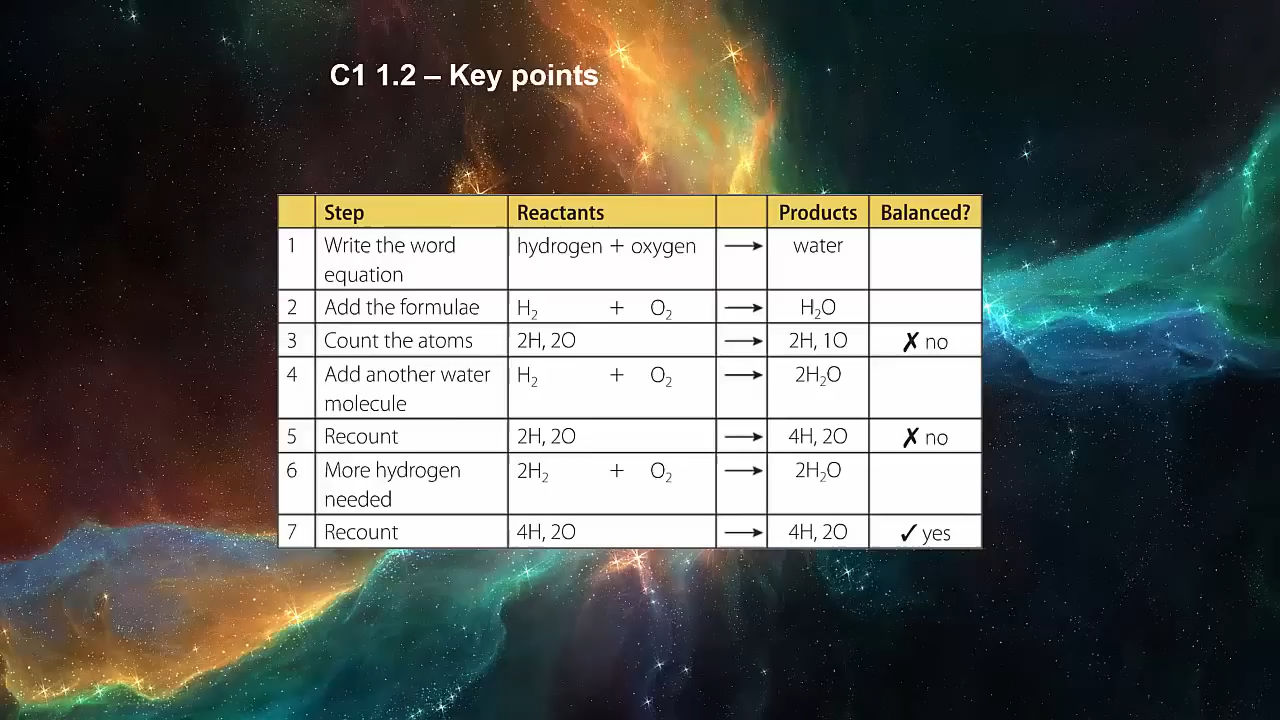 C1 1.2 – Key points
Step Reactants Products Balanced?
1 Write the word equation hydrogen + oxygen → water
2 Add the formulae H₂ + O₂ → H₂O
3 Count the atoms 2H, 2O → 2H, 1O ✗ no
4 Add another water molecule H₂ + O₂ → 2H₂O
5 Recount 2H, 2O → 4H, 2O ✗ no
6 More hydrogen needed 2H₂ + O₂ → 2H₂O
7 Recount 4H, 2O → 4H, 2O ✓ yes